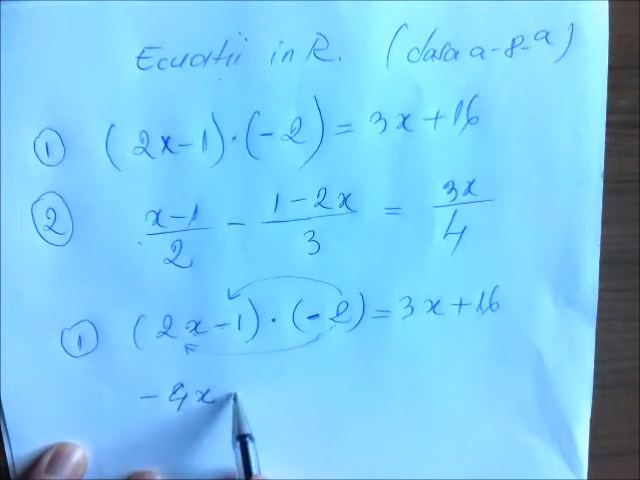 Ecuatii in R. (clasa a-8-a)
① (2x-1)·(-2)=3x+16
② x-1/2 - 1-2x/3 = 3x/4
① (2x-1)·(-2)=3x+16
-4x